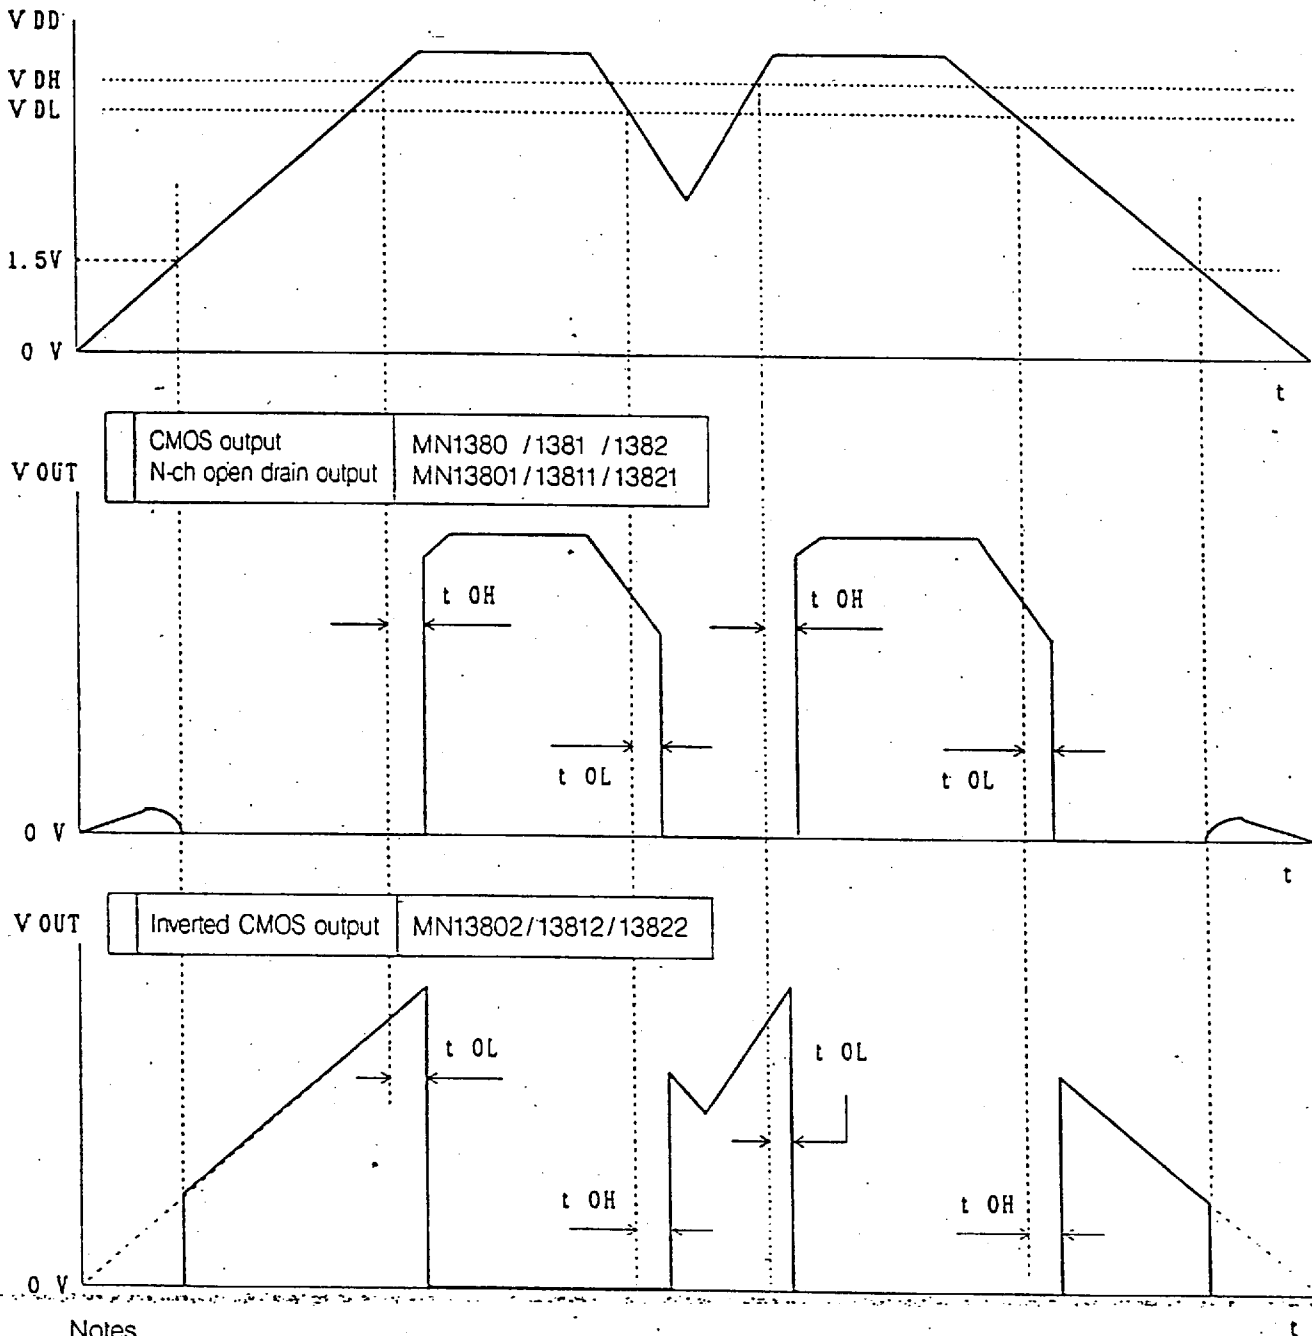 V DD
V DH
V DL
1.5V
0 V
t
CMOS output MN1380 /1381 /1382
N-ch open drain output MN13801/13811/13821
V OUT
t OH
t OH
t OL
t OL
0 V
t
V OUT
Inverted CMOS output MN13802/13812/13822
t OL
t OL
t OH
t OH
0 V
Notes
t